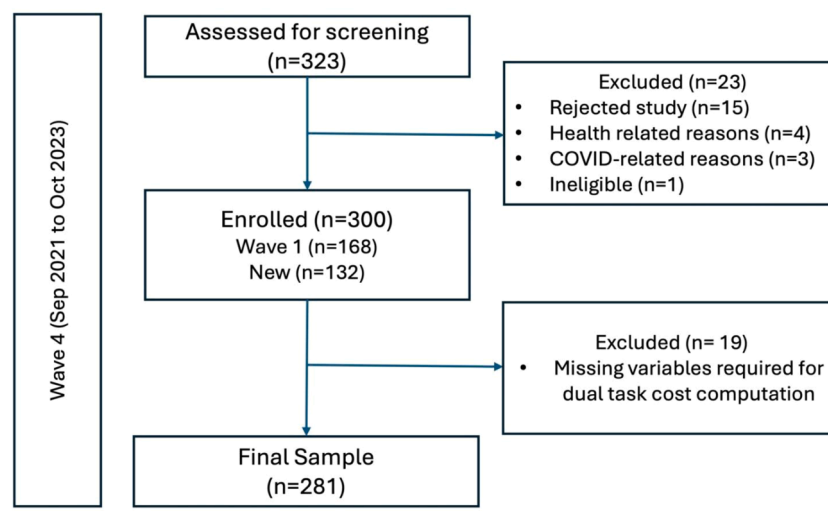 Wave 4 (Sep 2021 to Oct 2023)
Assessed for screening
(n=323)
Excluded (n=23)
• Rejected study (n=15)
• Health related reasons (n=4)
• COVID-related reasons (n=3)
• Ineligible (n=1)
Enrolled (n=300)
Wave 1 (n=168)
New (n=132)
Excluded (n= 19)
• Missing variables required for
dual task cost computation
Final Sample
(n=281)